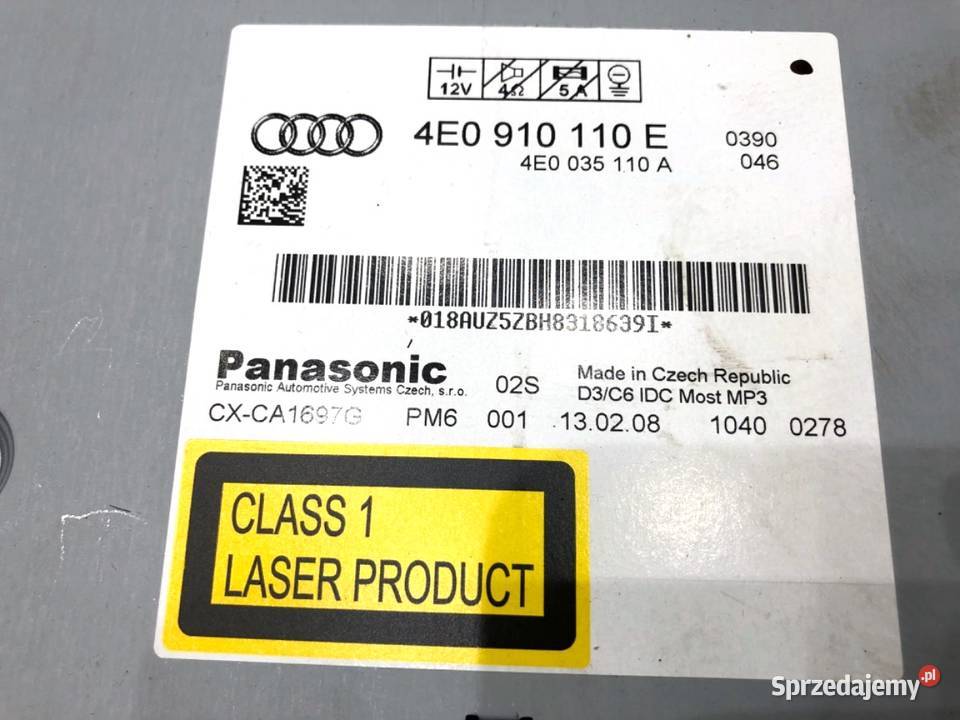 12V 4Ω 5A
4E0 910 110 E 0390
4E0 035 110 A 046
*018AUZ5ZBH8318639I*
Panasonic
Panasonic Automotive Systems Czech, s.r.o. 02S Made in Czech Republic
D3/C6 IDC Most MP3
CX-CA1697G PM6 001 13.02.08 1040 0278
CLASS 1
LASER PRODUCT
Sprzedajemy.pl